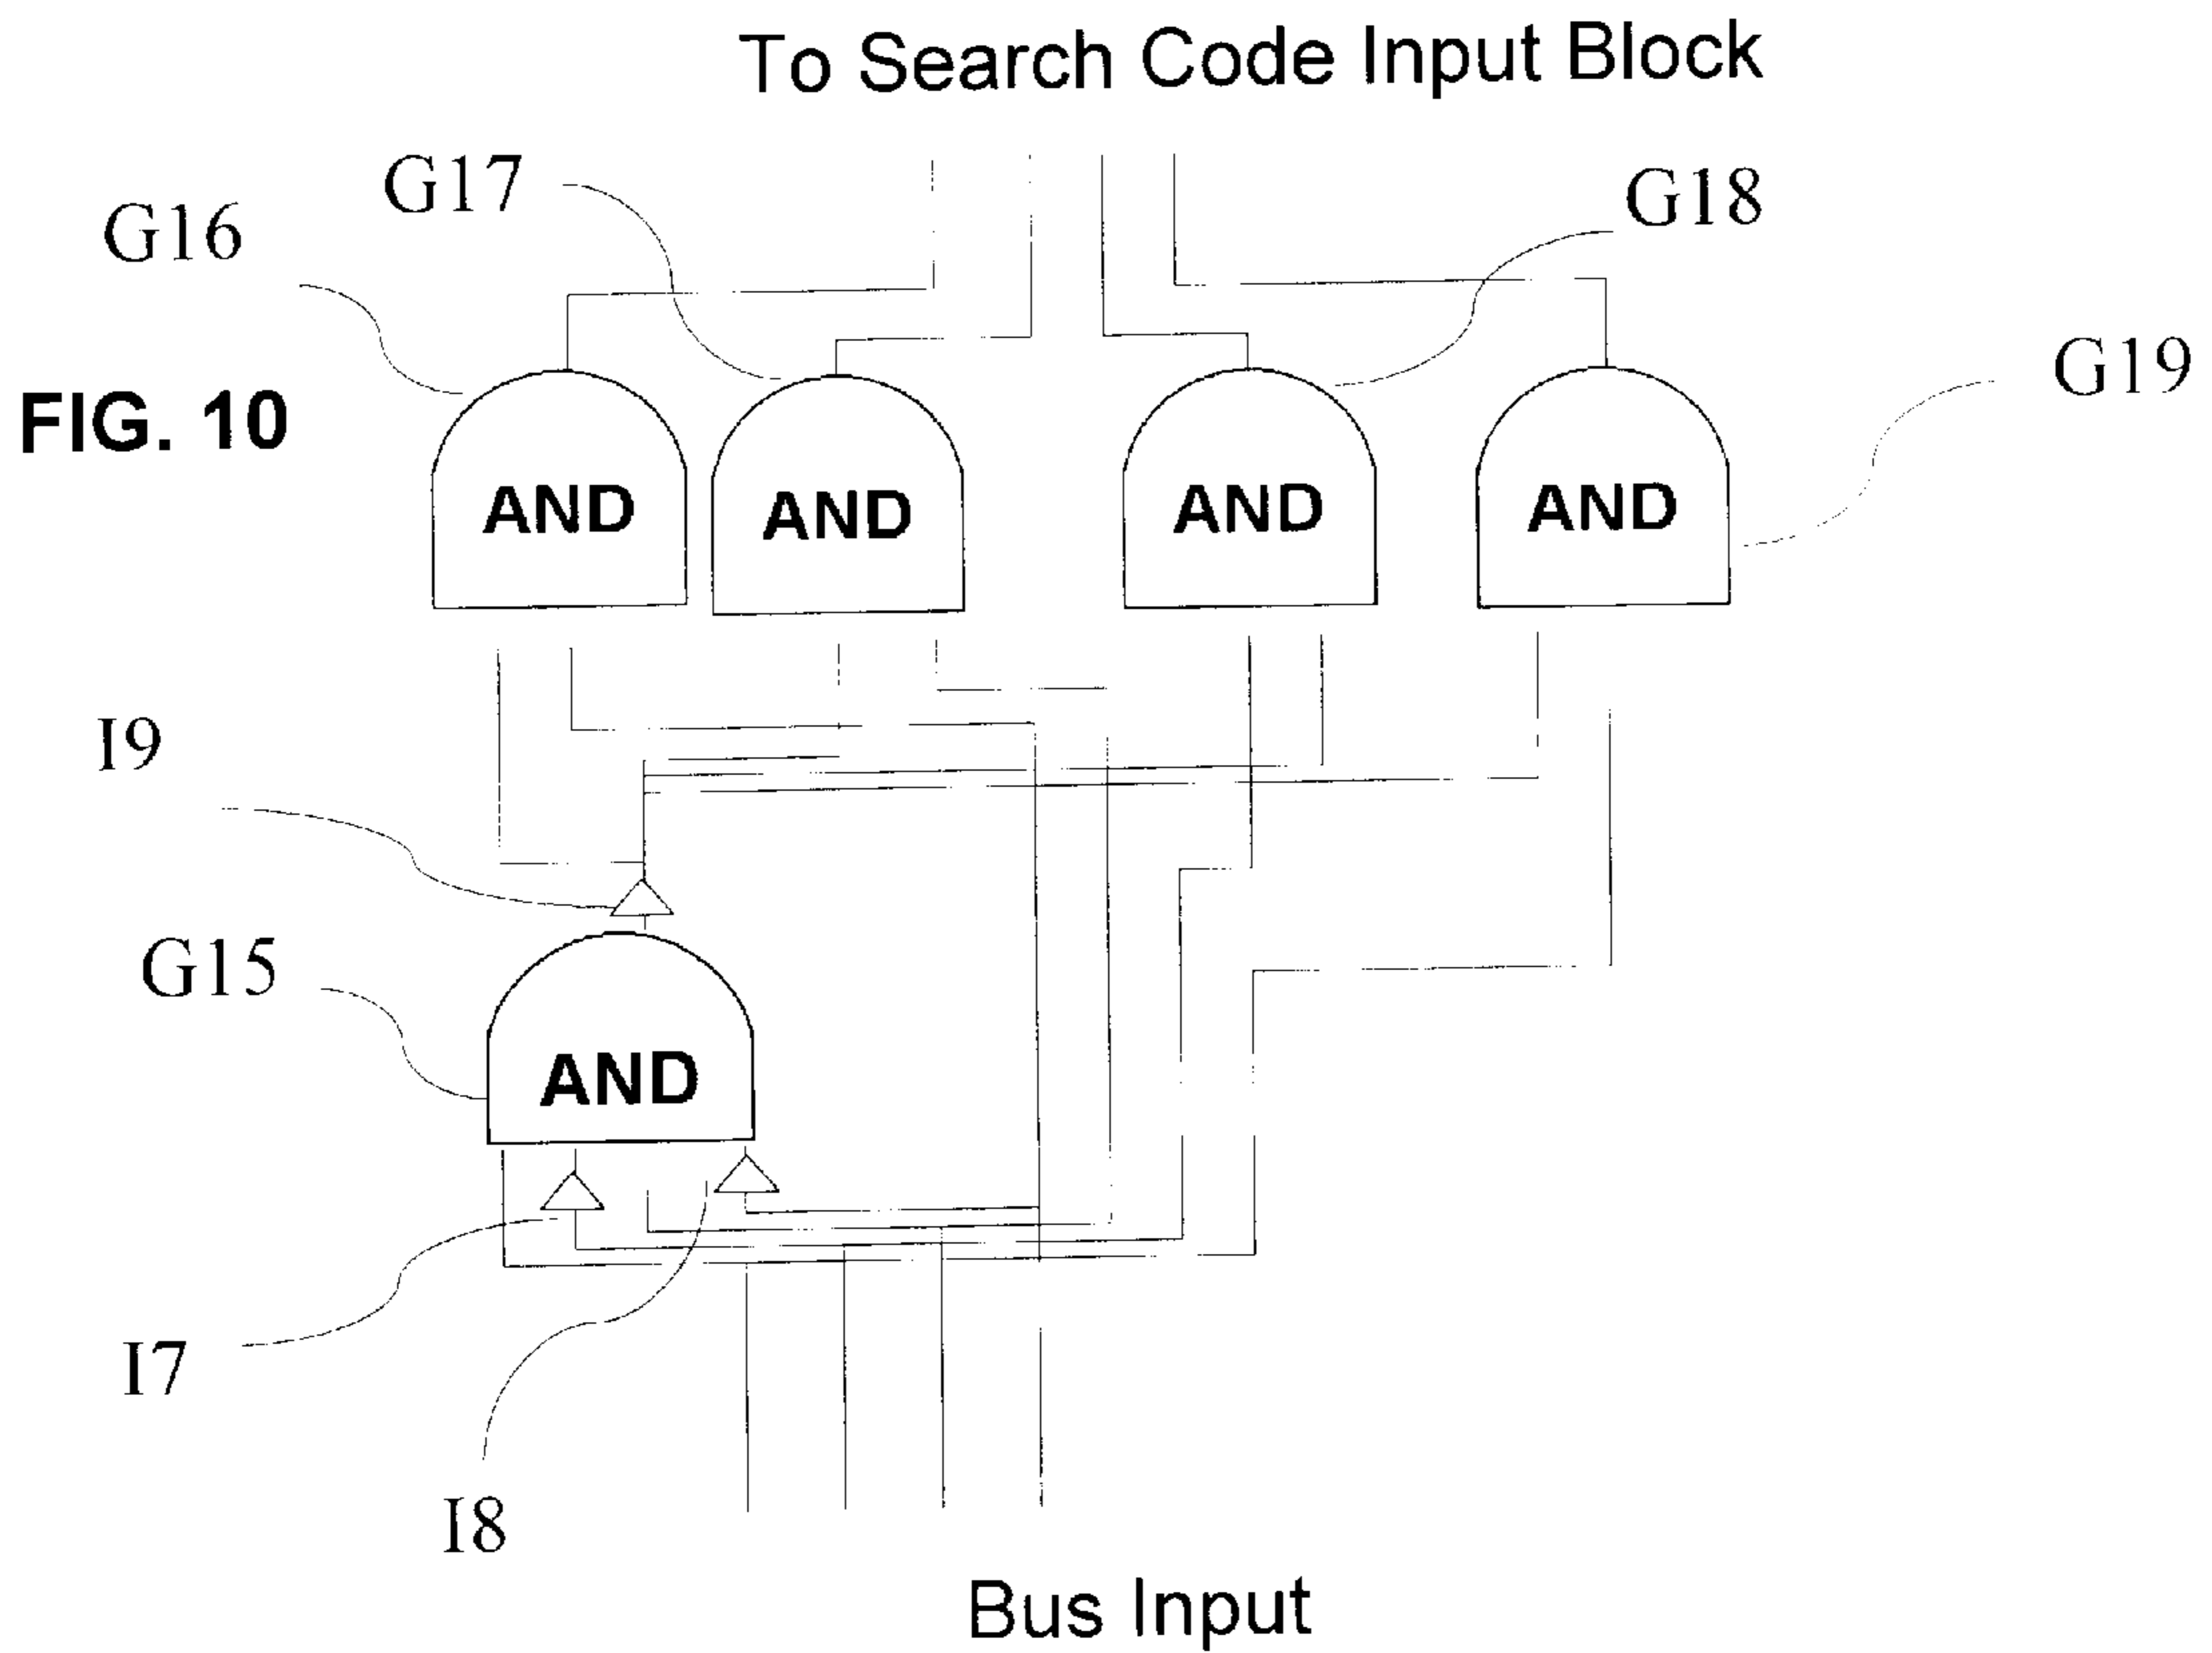 To Search Code Input Block
G17
G18
G16
G19
FIG. 10
AND
AND
AND
AND
I9
G15
AND
I7
I8
Bus Input